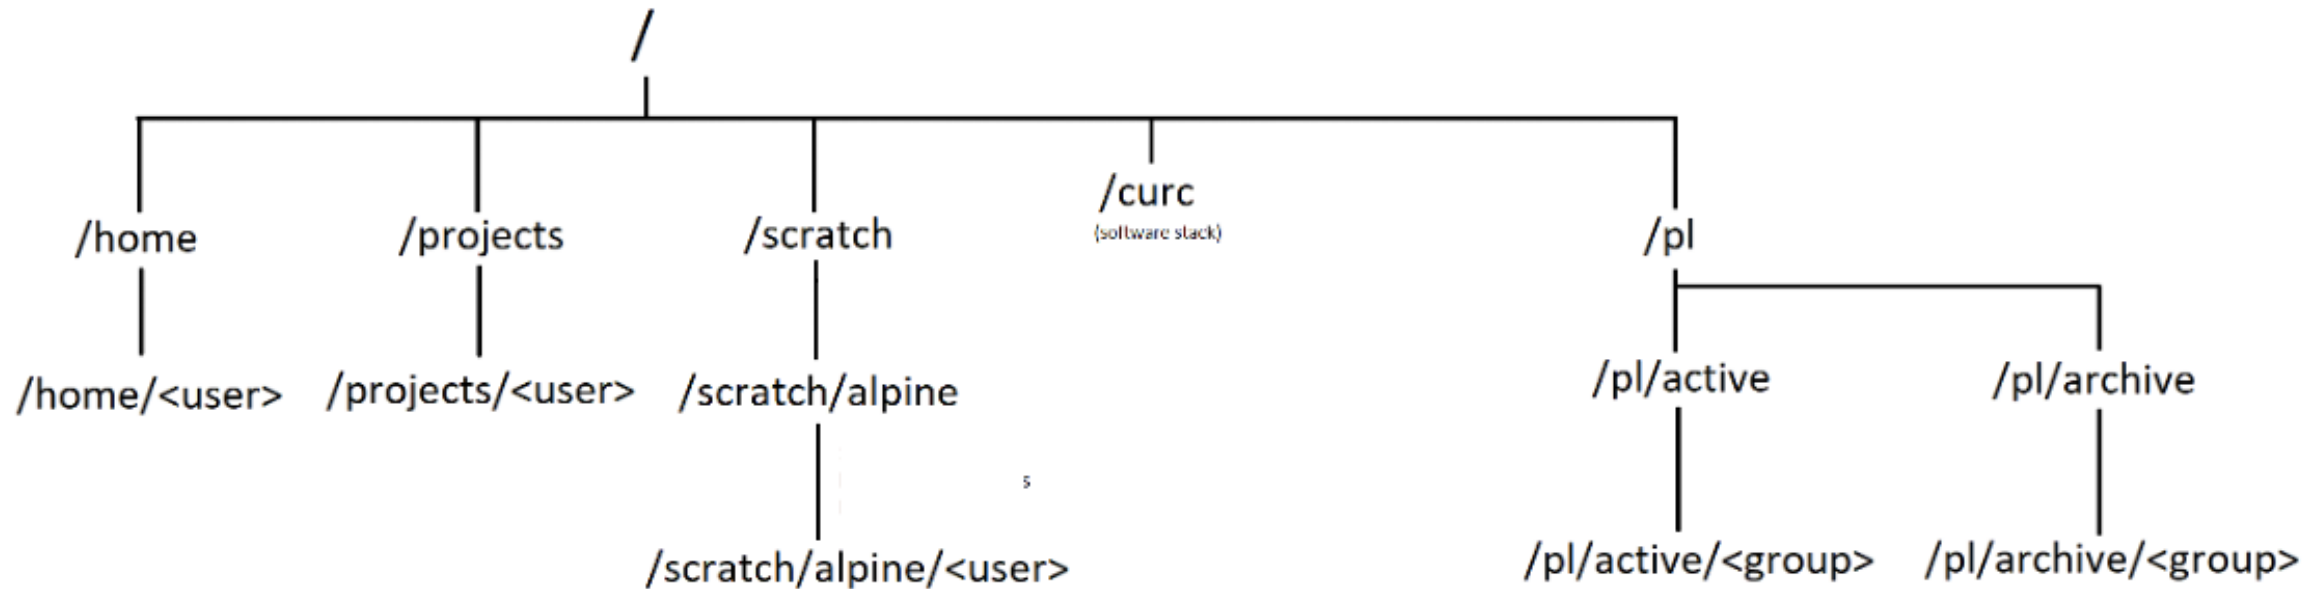 /
/home
/projects
/scratch
/curc
(software stack)
/pl
/home/<user>
/projects/<user>
/scratch/alpine
/pl/active
/pl/archive
s
/scratch/alpine/<user>
/pl/active/<group>
/pl/archive/<group>